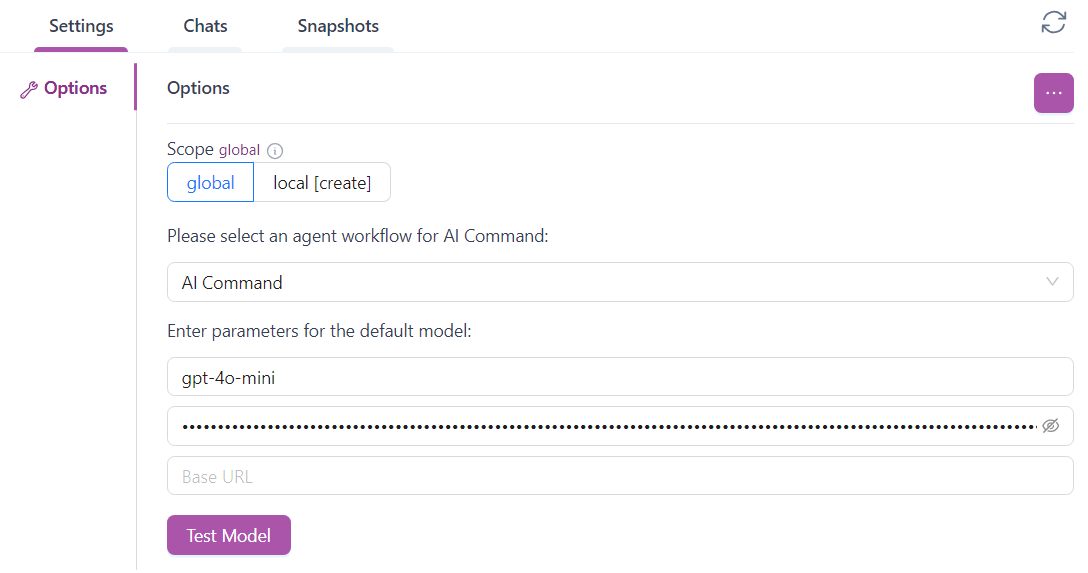 Settings Chats Snapshots
Options
Options
...
Scope global
global local [create]
Please select an agent workflow for AI Command:
AI Command
Enter parameters for the default model:
gpt-4o-mini
Base URL
Test Model